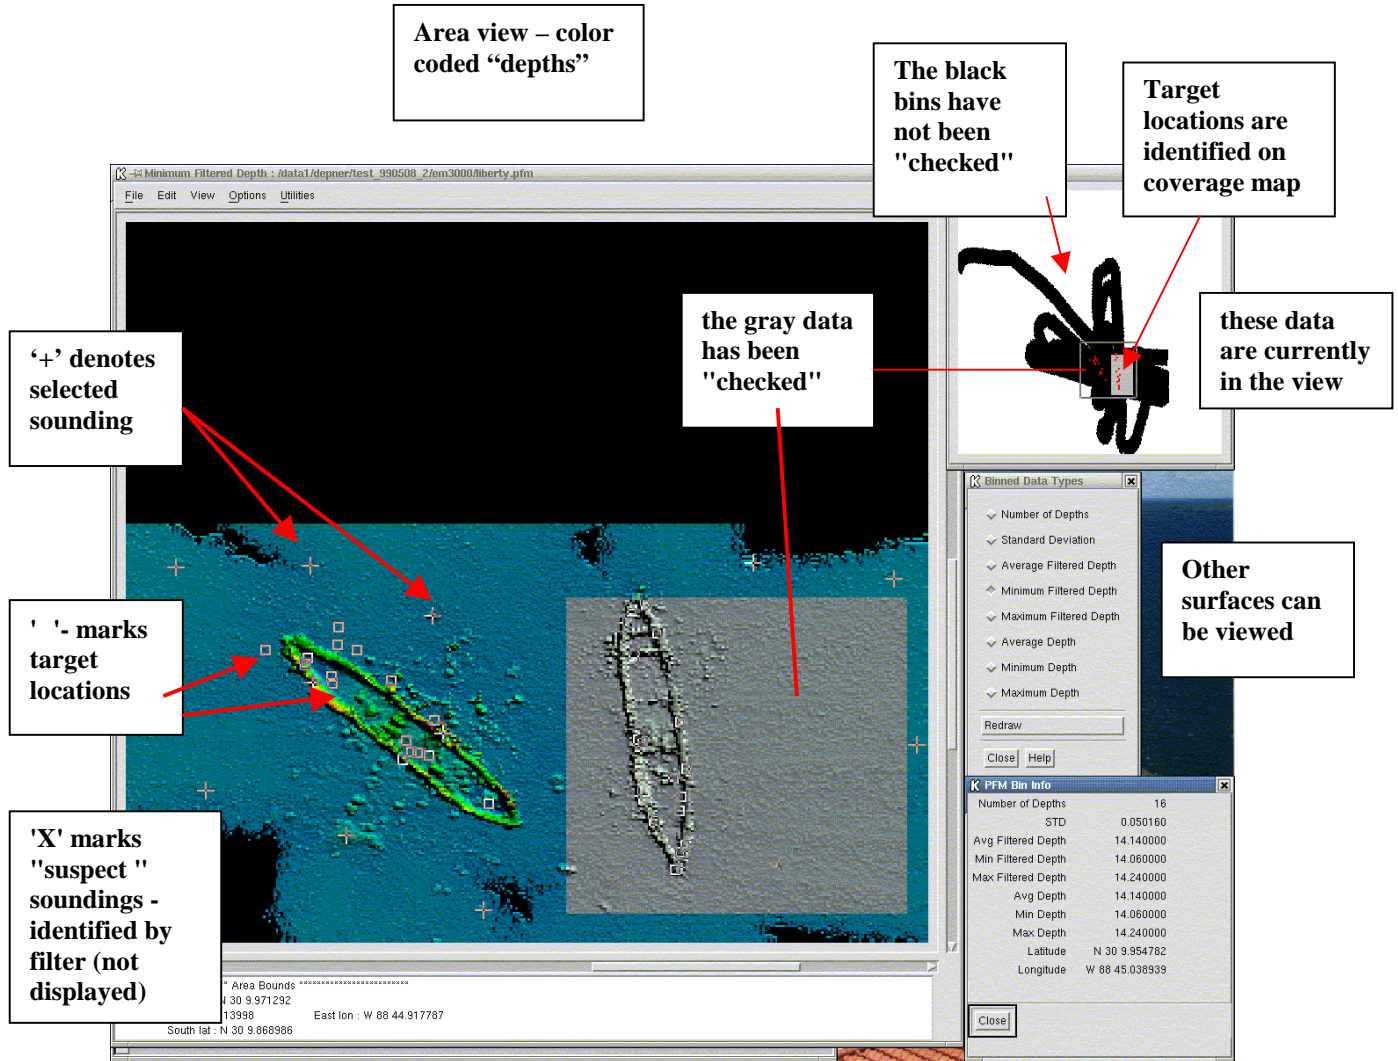 Area view – color
coded “depths”
The black
bins have
not been
"checked"
Target
locations are
identified on
coverage map
Minimum Filtered Depth : /data1/depner/test_990508_2/em3000/liberty.pfm
File Edit View Options Utilities
the gray data
has been
"checked"
these data
are currently
in the view
‘+’ denotes
selected
sounding
' '- marks
target
locations
'X' marks
"suspect "
soundings -
identified by
filter (not
displayed)
Other
surfaces can
be viewed
Binned Data Types
Number of Depths
Standard Deviation
Average Filtered Depth
Minimum Filtered Depth
Maximum Filtered Depth
Average Depth
Minimum Depth
Maximum Depth
Redraw
Close Help
PFM Bin Info
Number of Depths 16
STD 0.050160
Avg Filtered Depth 14.140000
Min Filtered Depth 14.060000
Max Filtered Depth 14.240000
Avg Depth 14.140000
Min Depth 14.060000
Max Depth 14.240000
Latitude N 30 9.954782
Longitude W 88 45.038939
Close
Area Bounds ************************
N 30 9.971292
13998 East lon : W 88 44.917787
South lat : N 30 9.868986